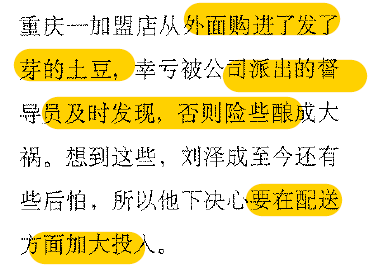 重庆一加盟店从外面购进了发了
芽的土豆，幸亏被公司派出的督
导员及时发现，否则险些酿成大
祸。想到这些，刘泽成至今还有
些后怕，所以他下决心要在配送
方面加大投入。